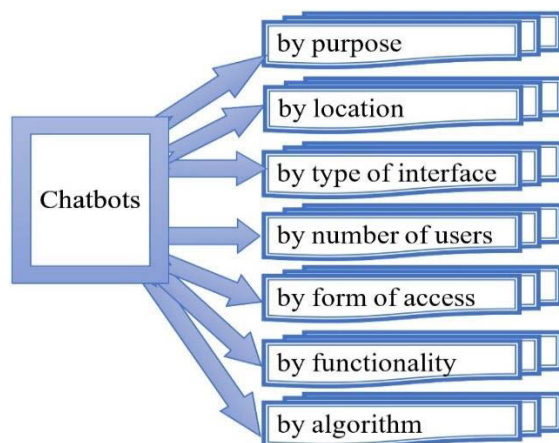 Chatbots
by purpose
by location
by type of interface
by number of users
by form of access
by functionality
by algorithm